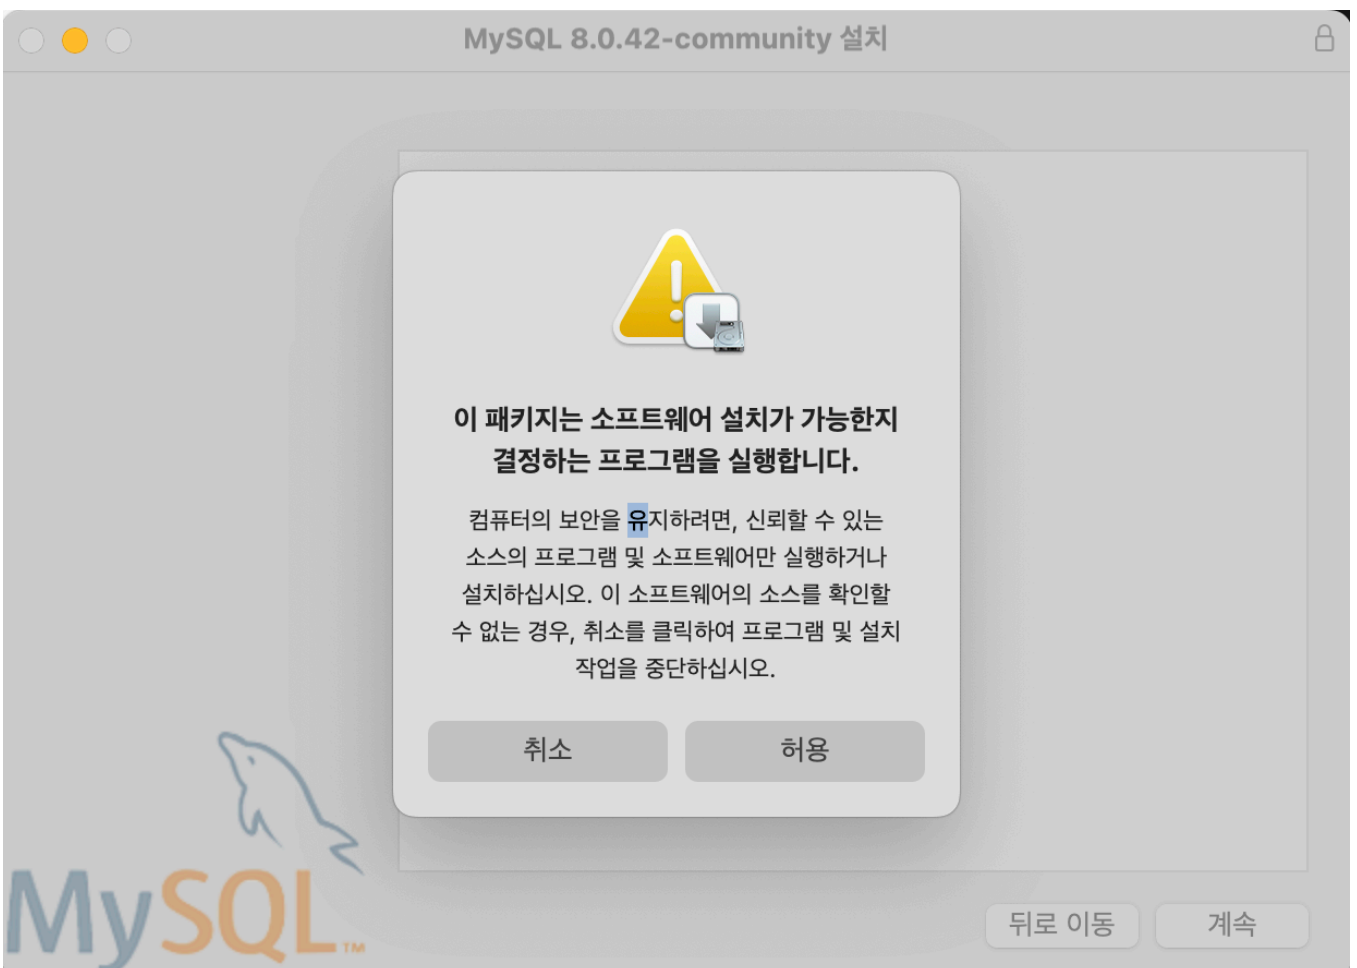 MySQL 8.0.42-community 설치
이 패키지는 소프트웨어 설치가 가능한지
결정하는 프로그램을 실행합니다.
컴퓨터의 보안을 유지하려면, 신뢰할 수 있는
소스의 프로그램 및 소프트웨어만 실행하거나
설치하십시오. 이 소프트웨어의 소스를 확인할
수 없는 경우, 취소를 클릭하여 프로그램 및 설치
작업을 중단하십시오.
취소 허용
MySQL™
뒤로 이동 계속